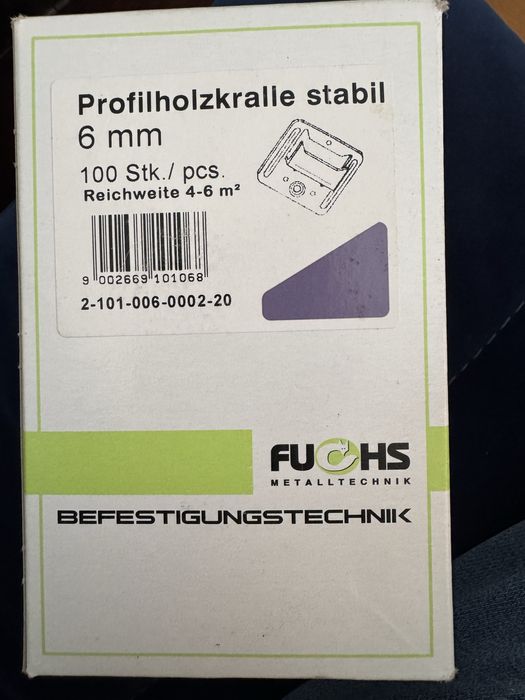 Profilholzkralle stabil
6 mm
100 Stk./ pcs.
Reichweite 4-6 m²
9 002669 101068
2-101-006-0002-20
FUCHS
METALLTECHNIK
BEFESTIGUNGSTECHNIK